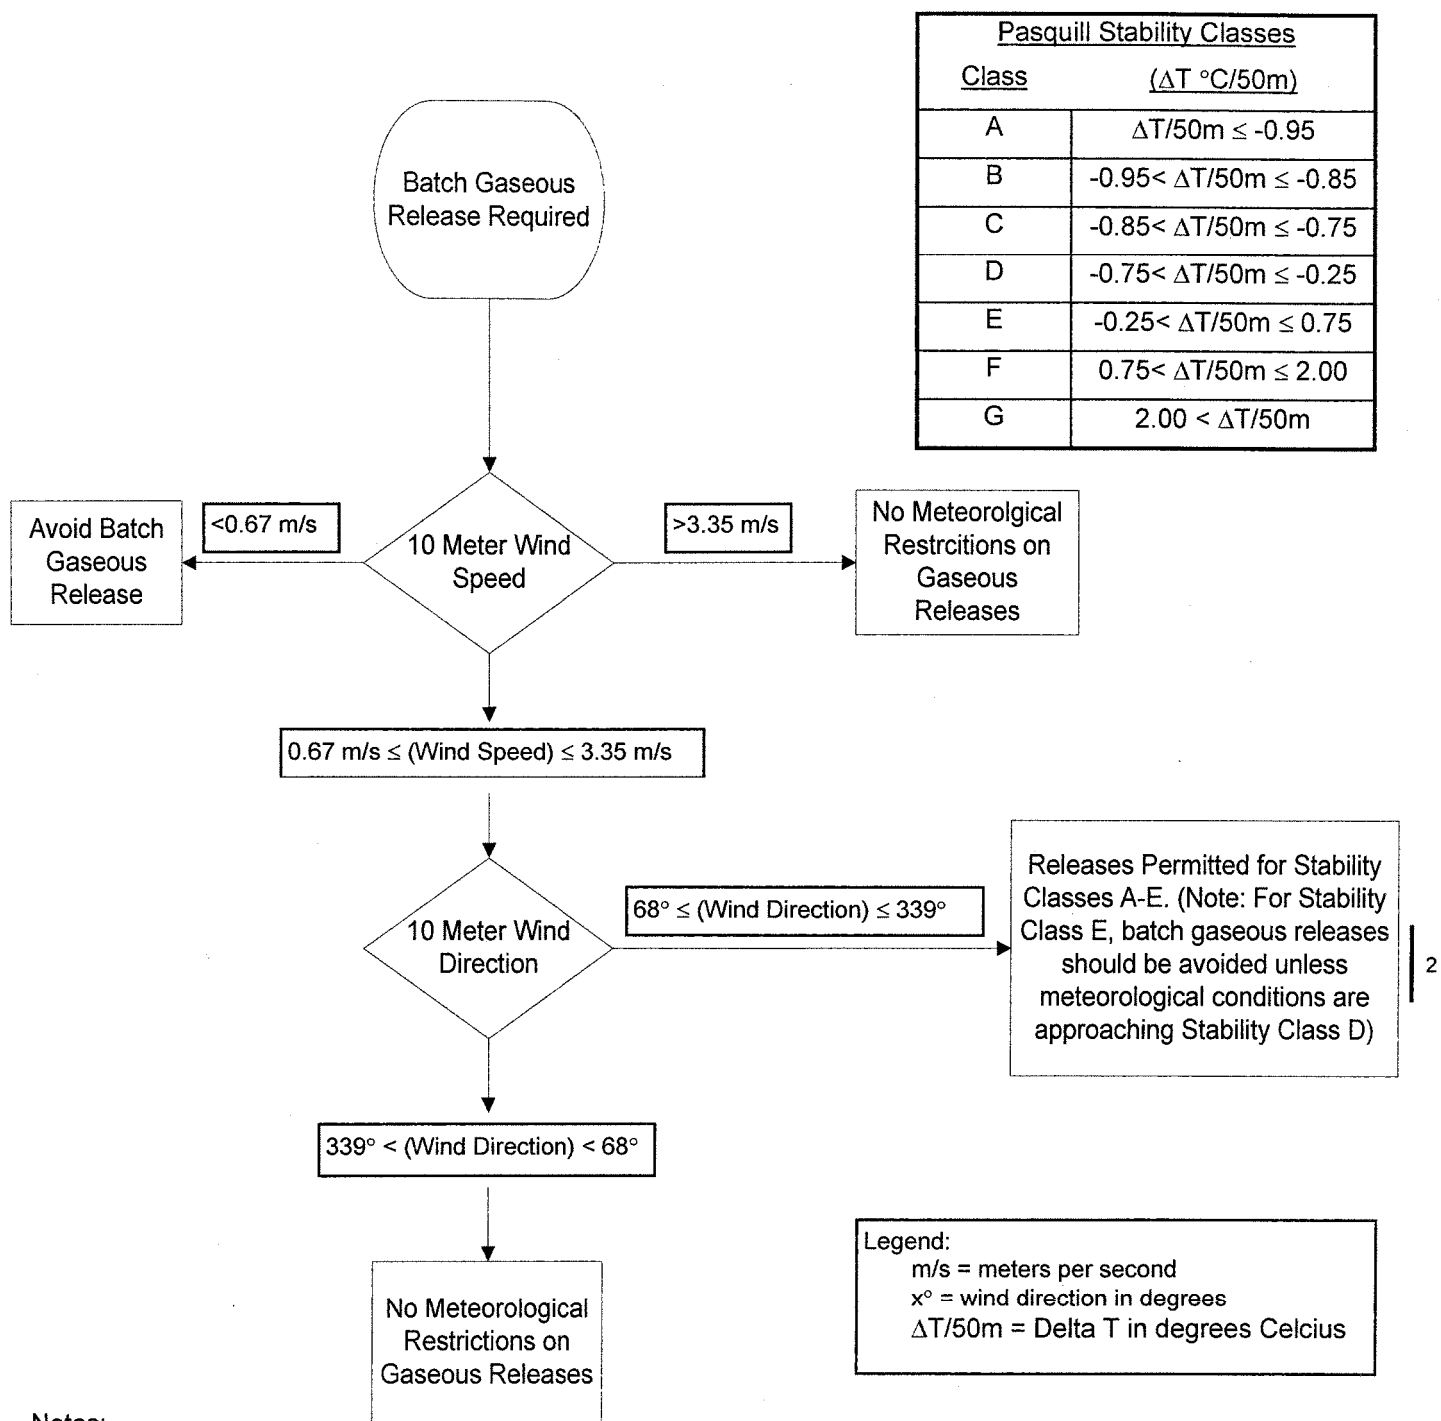 Pasquill Stability Classes
Class (ΔT °C/50m)
A ΔT/50m ≤ -0.95
B -0.95< ΔT/50m ≤ -0.85
C -0.85< ΔT/50m ≤ -0.75
D -0.75< ΔT/50m ≤ -0.25
E -0.25< ΔT/50m ≤ 0.75
F 0.75< ΔT/50m ≤ 2.00
G 2.00 < ΔT/50m
Batch Gaseous
Release Required
Avoid Batch
Gaseous
Release
<0.67 m/s
10 Meter Wind
Speed
>3.35 m/s
No Meteorolgical
Restrcitions on
Gaseous
Releases
0.67 m/s ≤ (Wind Speed) ≤ 3.35 m/s
10 Meter Wind
Direction
68° ≤ (Wind Direction) ≤ 339°
Releases Permitted for Stability
Classes A-E. (Note: For Stability
Class E, batch gaseous releases
should be avoided unless
meteorological conditions are
approaching Stability Class D)
2
339° < (Wind Direction) < 68°
No Meteorological
Restrictions on
Gaseous Releases
Legend:
m/s = meters per second
x° = wind direction in degrees
ΔT/50m = Delta T in degrees Celcius
Notes: